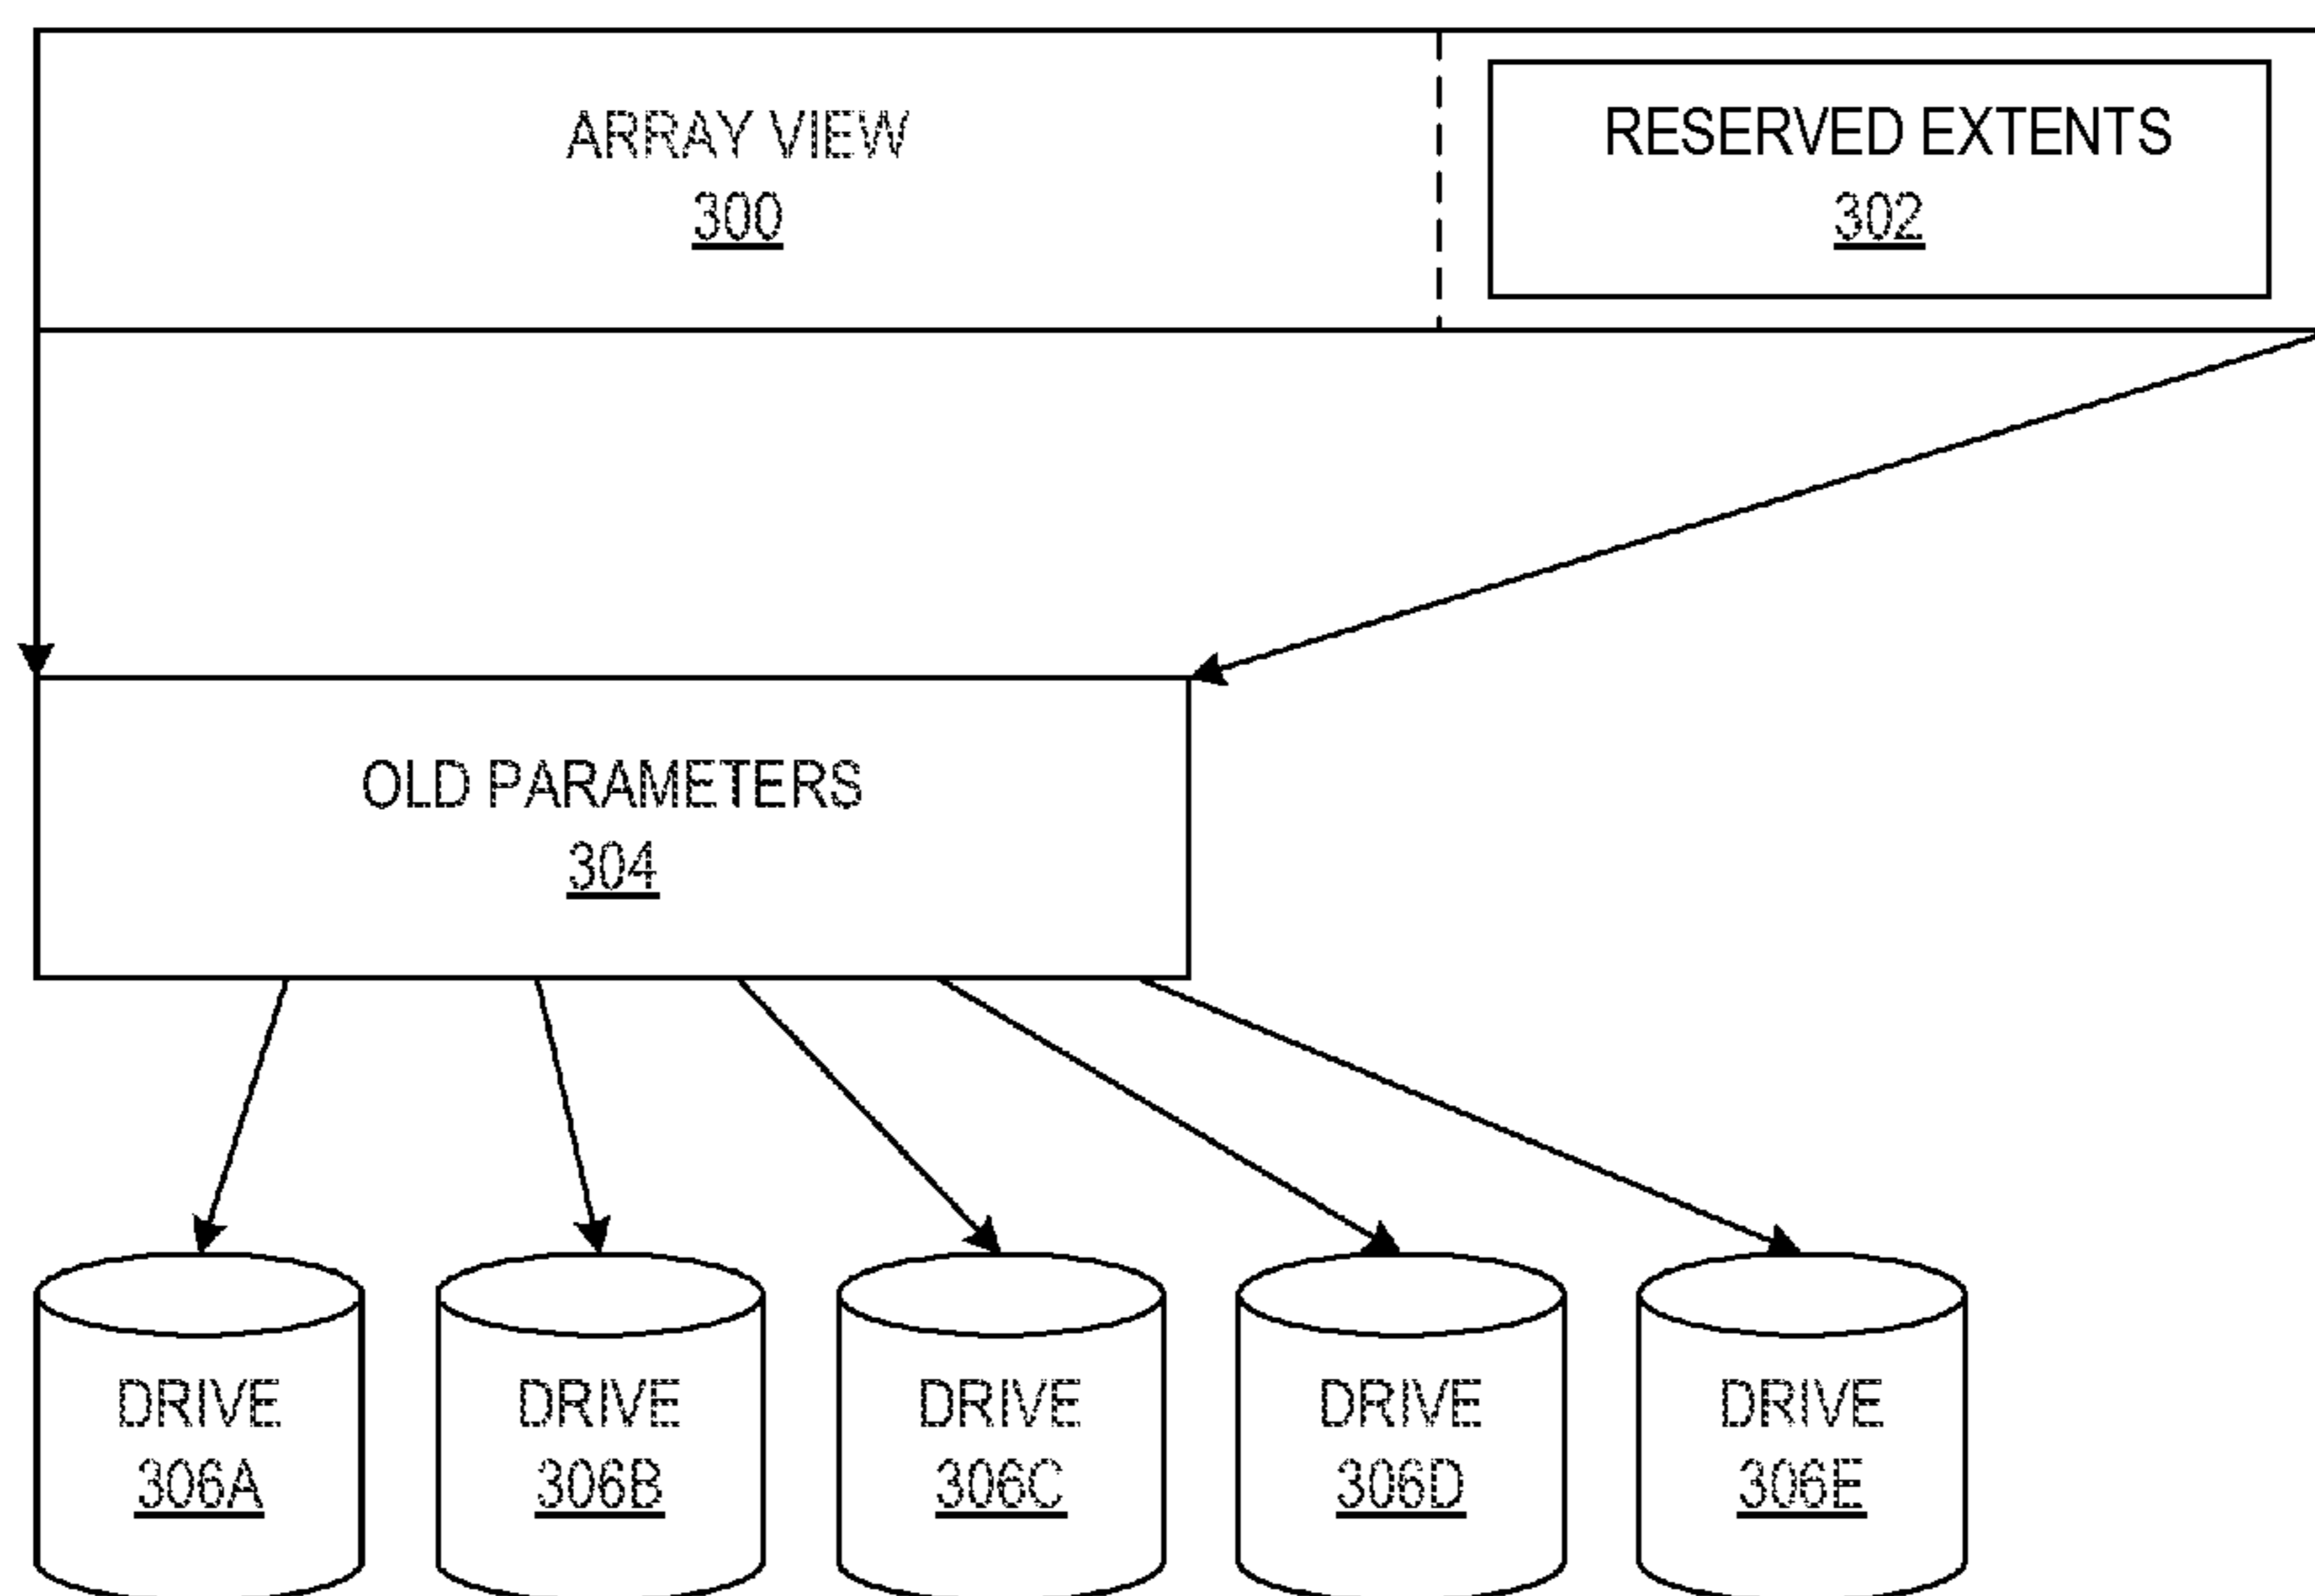 ARRAY VIEW
300
RESERVED EXTENTS
302
OLD PARAMETERS
304
DRIVE
306A
DRIVE
306B
DRIVE
306C
DRIVE
306D
DRIVE
306E